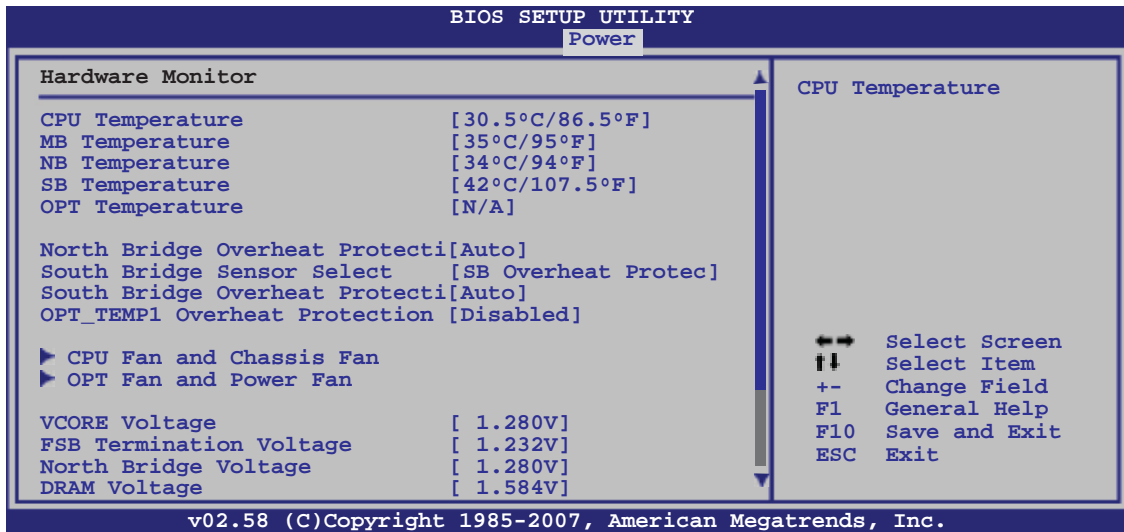 BIOS SETUP UTILITY
Power
Hardware Monitor
CPU Temperature [30.5ºC/86.5ºF]
MB Temperature [35ºC/95ºF]
NB Temperature [34ºC/94ºF]
SB Temperature [42ºC/107.5ºF]
OPT Temperature [N/A]
North Bridge Overheat Protecti[Auto]
South Bridge Sensor Select [SB Overheat Protec]
South Bridge Overheat Protecti[Auto]
OPT_TEMP1 Overheat Protection [Disabled]
CPU Fan and Chassis Fan
OPT Fan and Power Fan
VCORE Voltage [ 1.280V]
FSB Termination Voltage [ 1.232V]
North Bridge Voltage [ 1.280V]
DRAM Voltage [ 1.584V]
CPU Temperature
←→ Select Screen
↑↓ Select Item
+- Change Field
F1 General Help
F10 Save and Exit
ESC Exit
v02.58 (C)Copyright 1985-2007, American Megatrends, Inc.